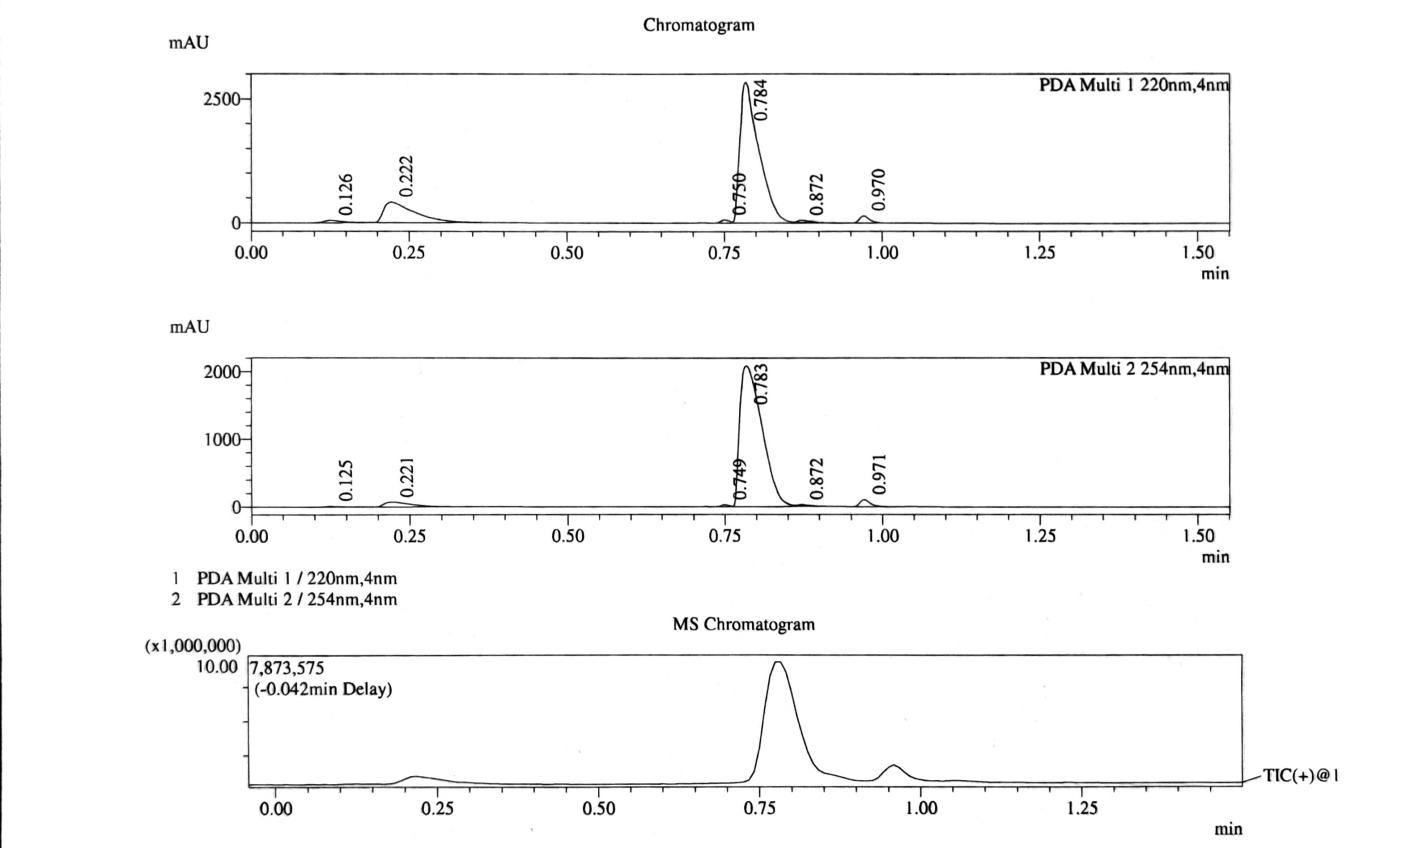 Chromatogram
mAU
PDA Multi 1 220nm,4nm
2500
0
0.126
0.222
0.750
0.784
0.872
0.970
0.00 0.25 0.50 0.75 1.00 1.25 1.50
min
mAU
PDA Multi 2 254nm,4nm
2000
1000
0
0.125
0.221
0.749
0.783
0.872
0.971
0.00 0.25 0.50 0.75 1.00 1.25 1.50
min
1 PDA Multi 1 / 220nm,4nm
2 PDA Multi 2 / 254nm,4nm
MS Chromatogram
(x1,000,000)
10.00 7,873,575
(-0.042min Delay)
TIC(+)@1
0.00 0.25 0.50 0.75 1.00 1.25
min